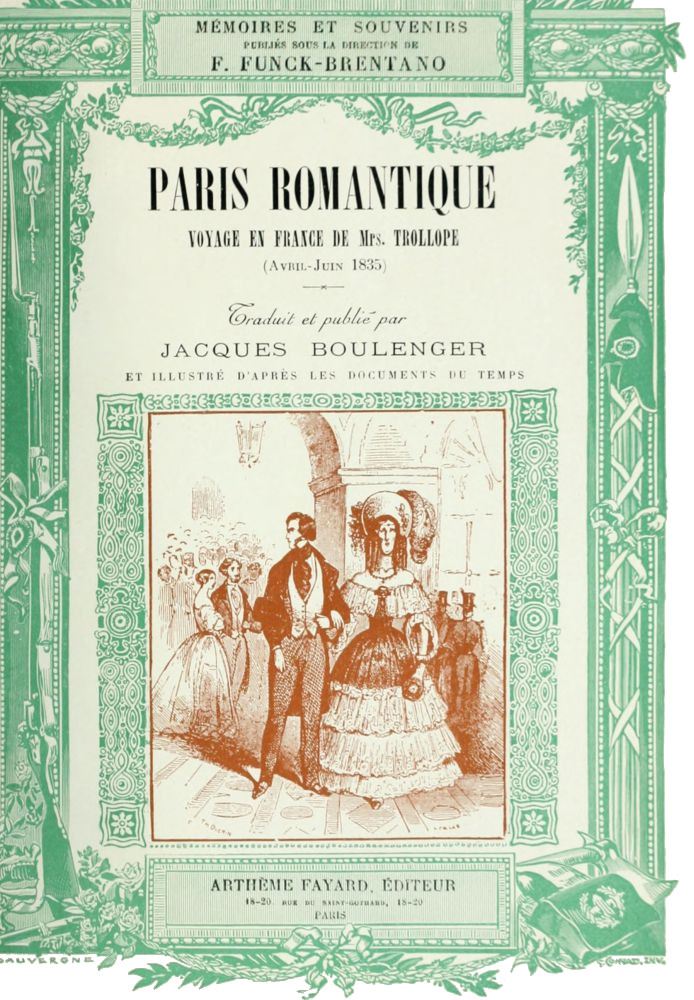 MÉMOIRES ET SOUVENIRS
PUBLIÉS SOUS LA DIRECTION DE
F. FUNCK-BRENTANO
PARIS ROMANTIQUE
VOYAGE EN FRANCE DE Mrs. TROLLOPE
(AVRIL-JUIN 1835)
Traduit et publié par
JACQUES BOULENGER
ET ILLUSTRÉ D'APRÈS LES DOCUMENTS DU TEMPS
ARTHÈME FAYARD, ÉDITEUR
18-20, RUE DU SAINT-GOTHARD, 18-20
PARIS
DAUVERGNE